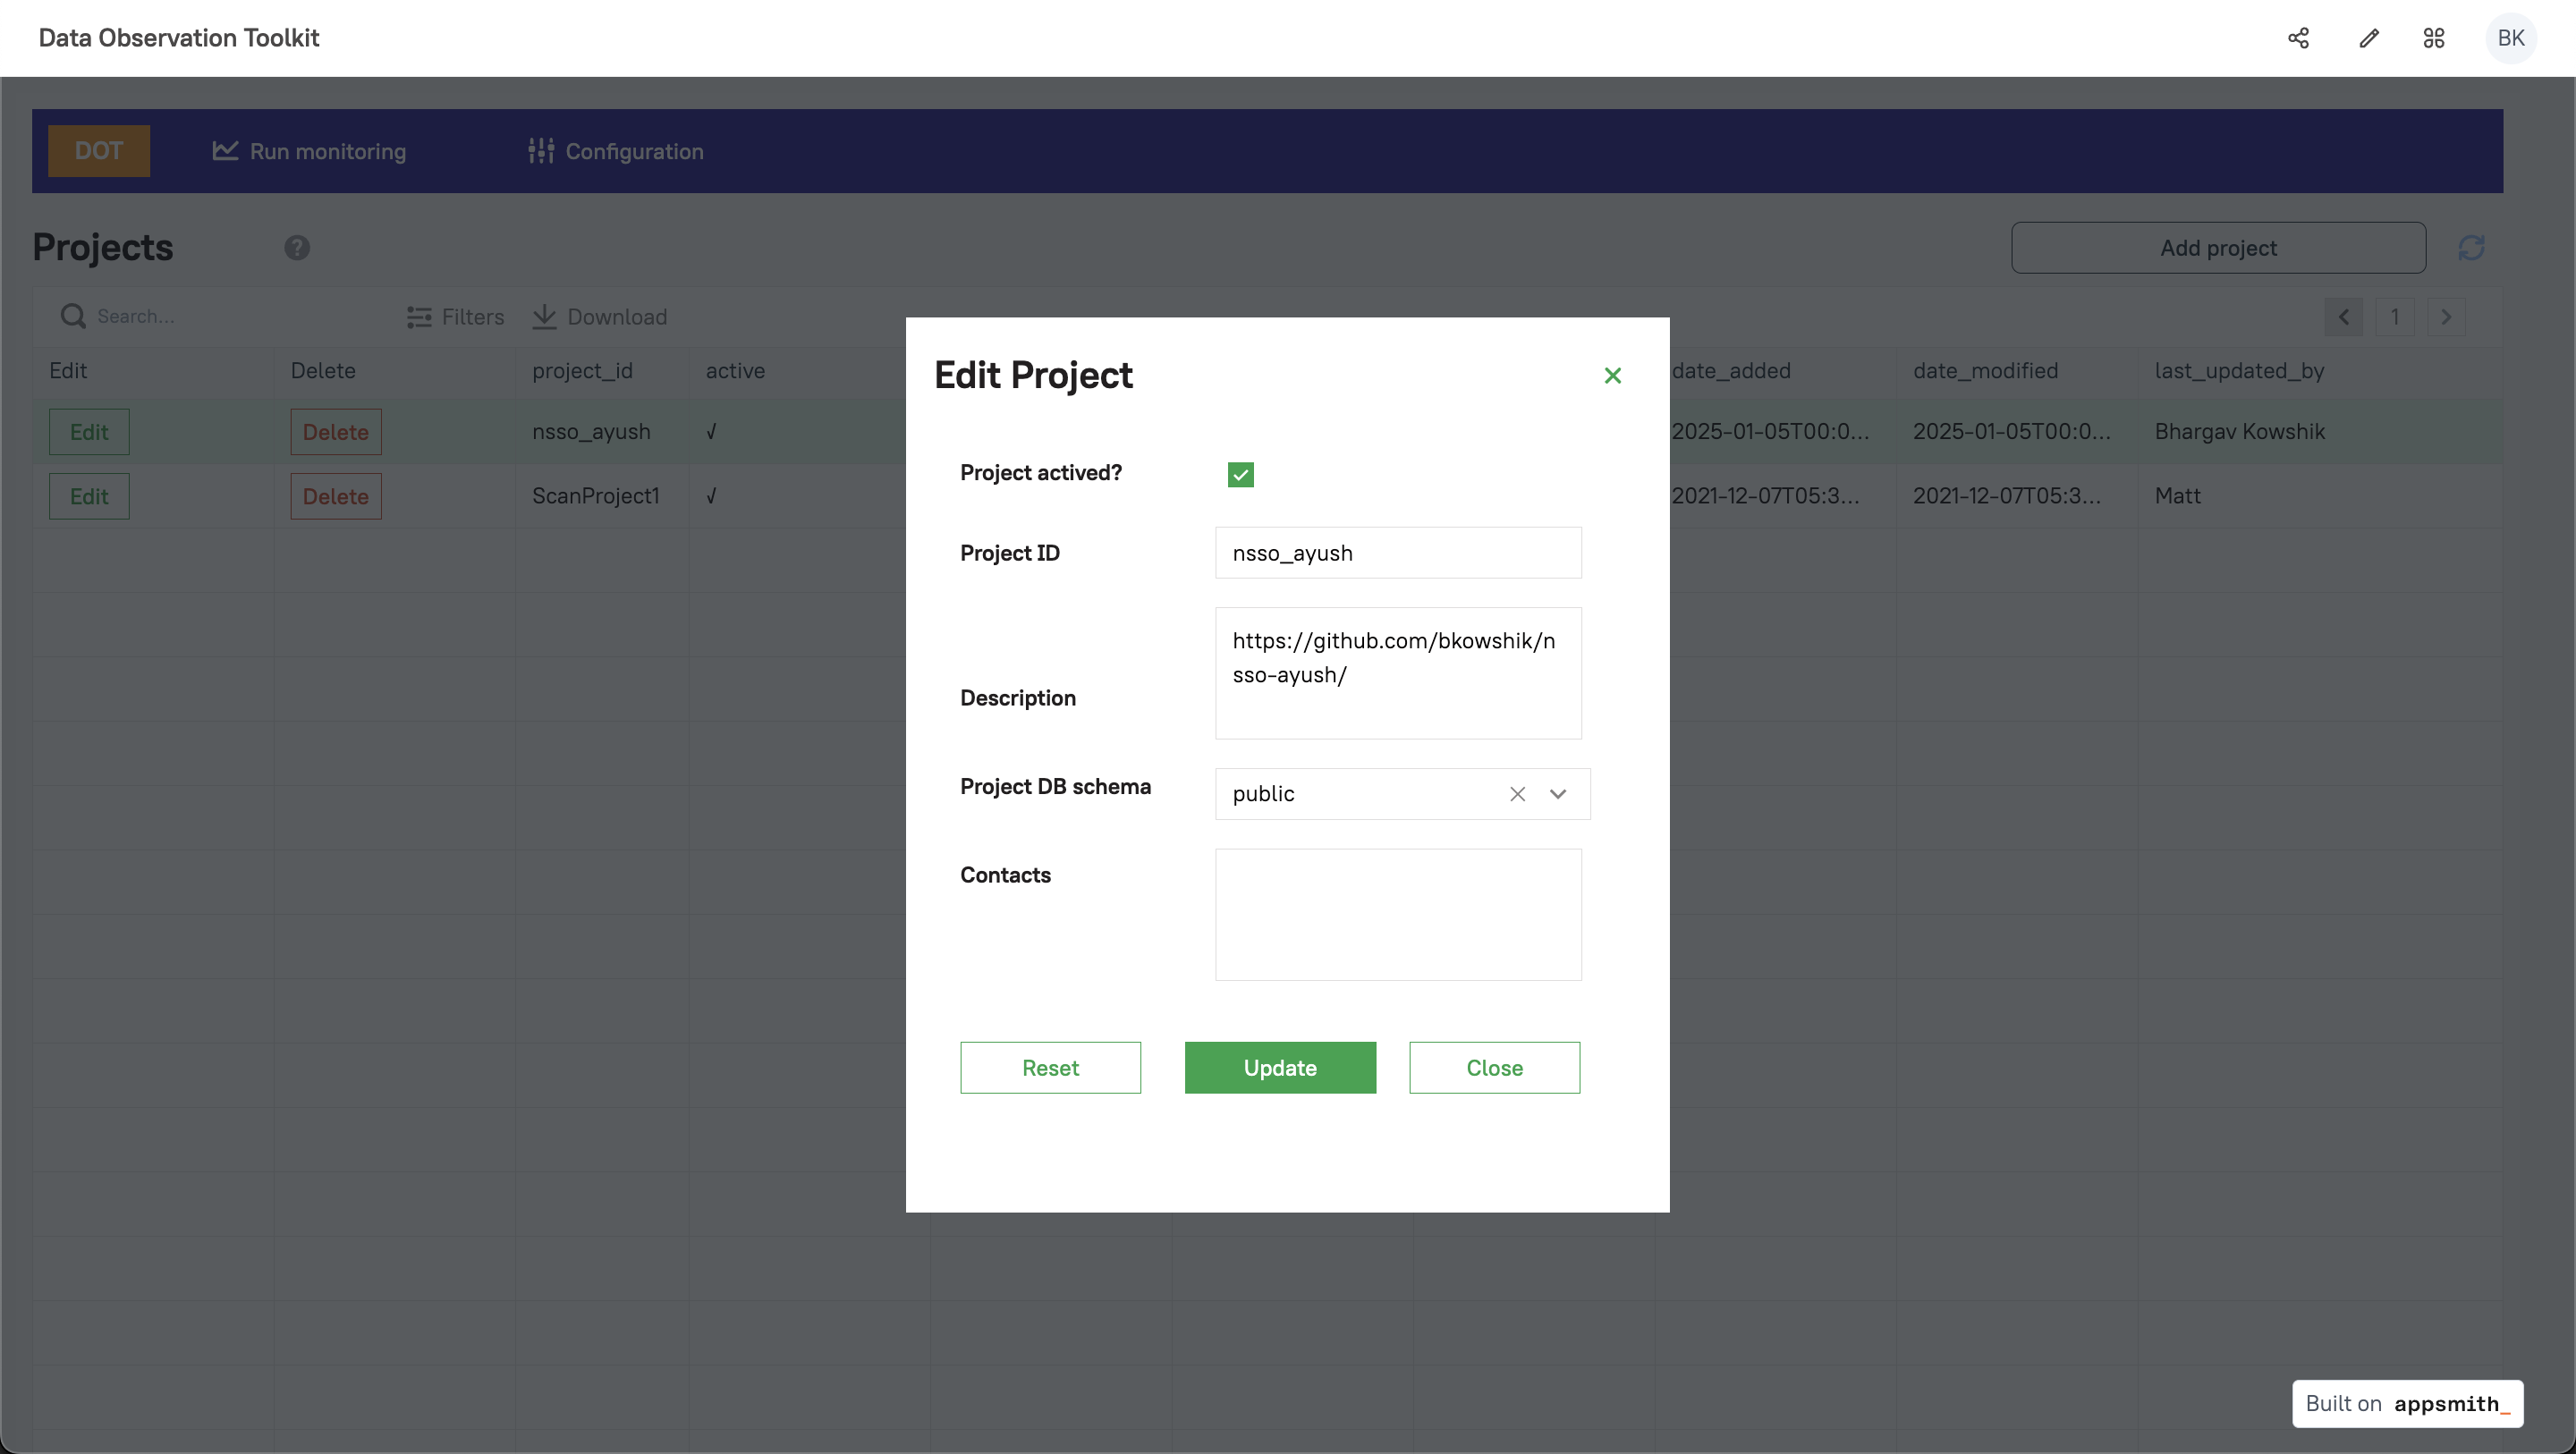 Data Observation Toolkit
BK
DOT
Run monitoring
Configuration
Projects
?
Add project
Search...
Filters
Download
1
Edit
Delete
project_id
active
date_added
date_modified
last_updated_by
Edit
Delete
nsso_ayush
√
2025-01-05T00:0...
2025-01-05T00:0...
Bhargav Kowshik
Edit
Delete
ScanProject1
√
2021-12-07T05:3...
2021-12-07T05:3...
Matt
Edit Project
Project actived?
Project ID
nsso_ayush
Description
https://github.com/bkowshik/n
sso-ayush/
Project DB schema
public
Contacts
Reset
Update
Close
Built on appsmith_